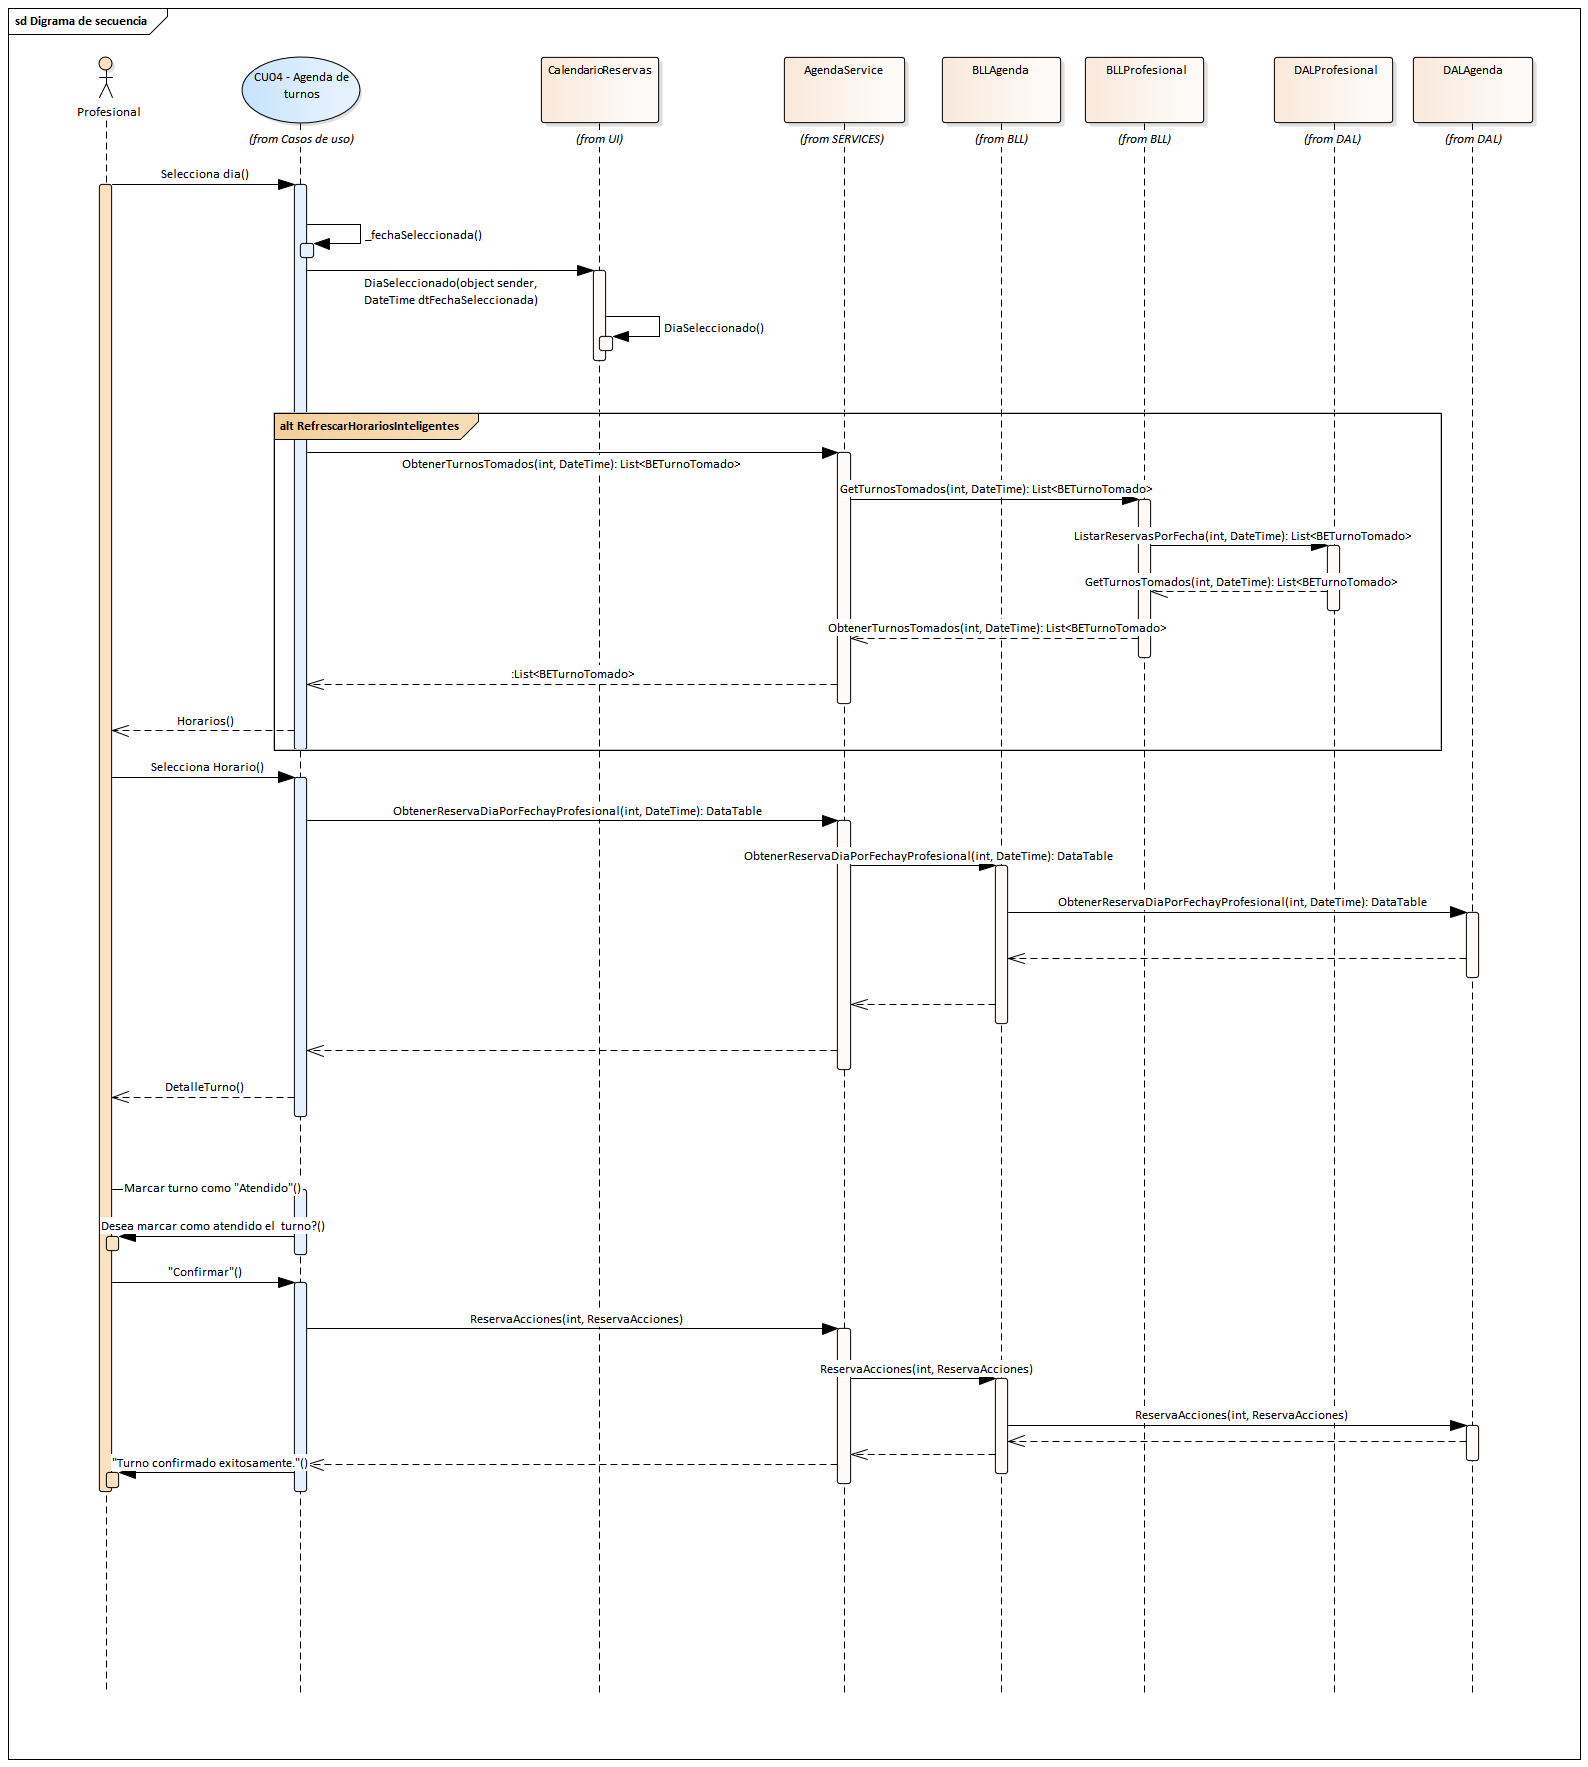 sd Digrama de secuencia
Profesional
CU04 - Agenda de
turnos
(from Casos de uso)
CalendarioReservas
(from UI)
AgendaService
(from SERVICES)
BLLAgenda
(from BLL)
BLLProfesional
(from BLL)
DALProfesional
(from DAL)
DALAgenda
(from DAL)
Selecciona dia()
_fechaSeleccionada()
DiaSeleccionado(object sender,
DateTime dtFechaSeleccionada)
DiaSeleccionado()
alt RefrescarHorariosInteligentes
ObtenerTurnosTomados(int, DateTime): List<BETurnoTomado>
GetTurnosTomados(int, DateTime): List<BETurnoTomado>
ListarReservasPorFecha(int, DateTime): List<BETurnoTomado>
GetTurnosTomados(int, DateTime): List<BETurnoTomado>
ObtenerTurnosTomados(int, DateTime): List<BETurnoTomado>
:List<BETurnoTomado>
Horarios()
Selecciona Horario()
ObtenerReservaDiaPorFechayProfesional(int, DateTime): DataTable
ObtenerReservaDiaPorFechayProfesional(int, DateTime): DataTable
ObtenerReservaDiaPorFechayProfesional(int, DateTime): DataTable
DetalleTurno()
Marcar turno como "Atendido"()
Desea marcar como atendido el  turno?()
"Confirmar"()
ReservaAcciones(int, ReservaAcciones)
ReservaAcciones(int, ReservaAcciones)
ReservaAcciones(int, ReservaAcciones)
"Turno confirmado exitosamente."()